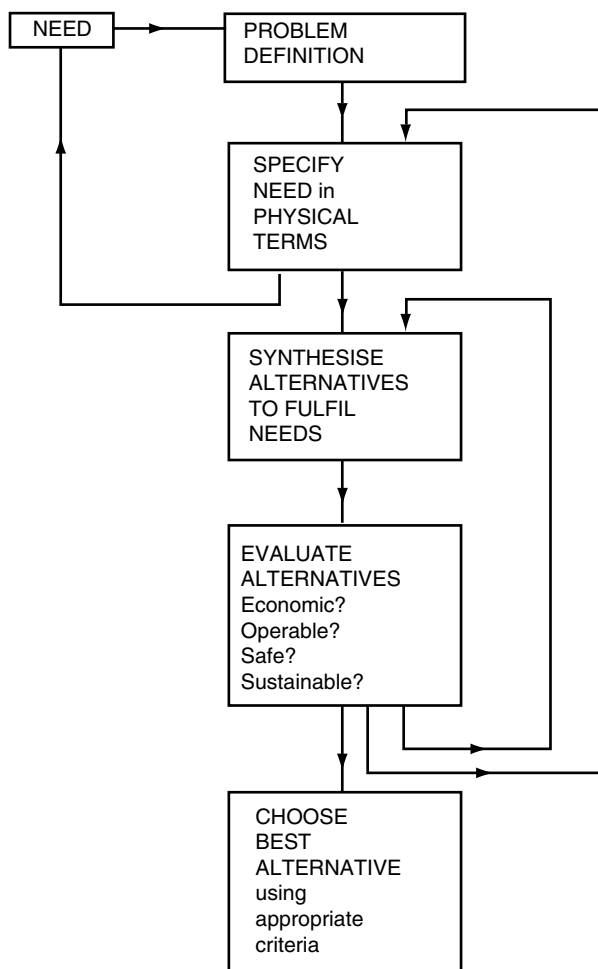 NEED
PROBLEM
DEFINITION
SPECIFY
NEED in
PHYSICAL
TERMS
SYNTHESISE
ALTERNATIVES
TO FULFIL
NEEDS
EVALUATE
ALTERNATIVES
Economic?
Operable?
Safe?
Sustainable?
CHOOSE
BEST
ALTERNATIVE
using
appropriate
criteria